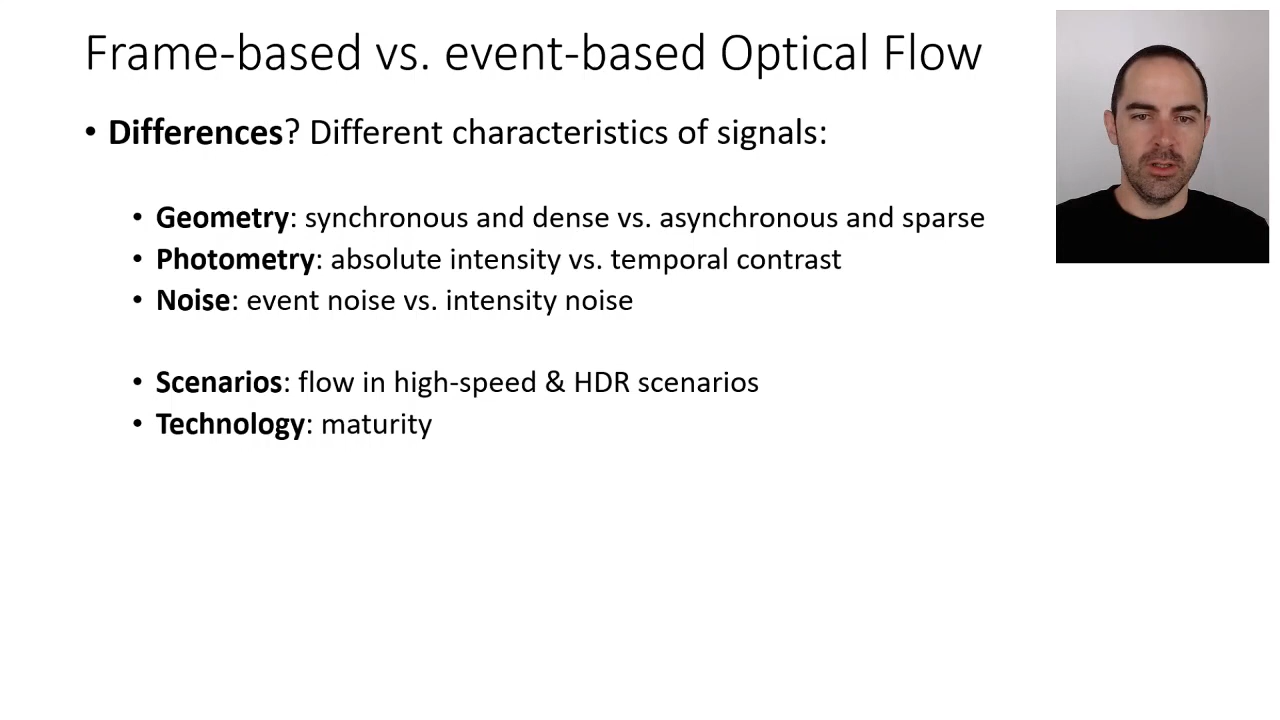 Frame-based vs. event-based Optical Flow
• Differences? Different characteristics of signals:
• Geometry: synchronous and dense vs. asynchronous and sparse
• Photometry: absolute intensity vs. temporal contrast
• Noise: event noise vs. intensity noise
• Scenarios: flow in high-speed & HDR scenarios
• Technology: maturity